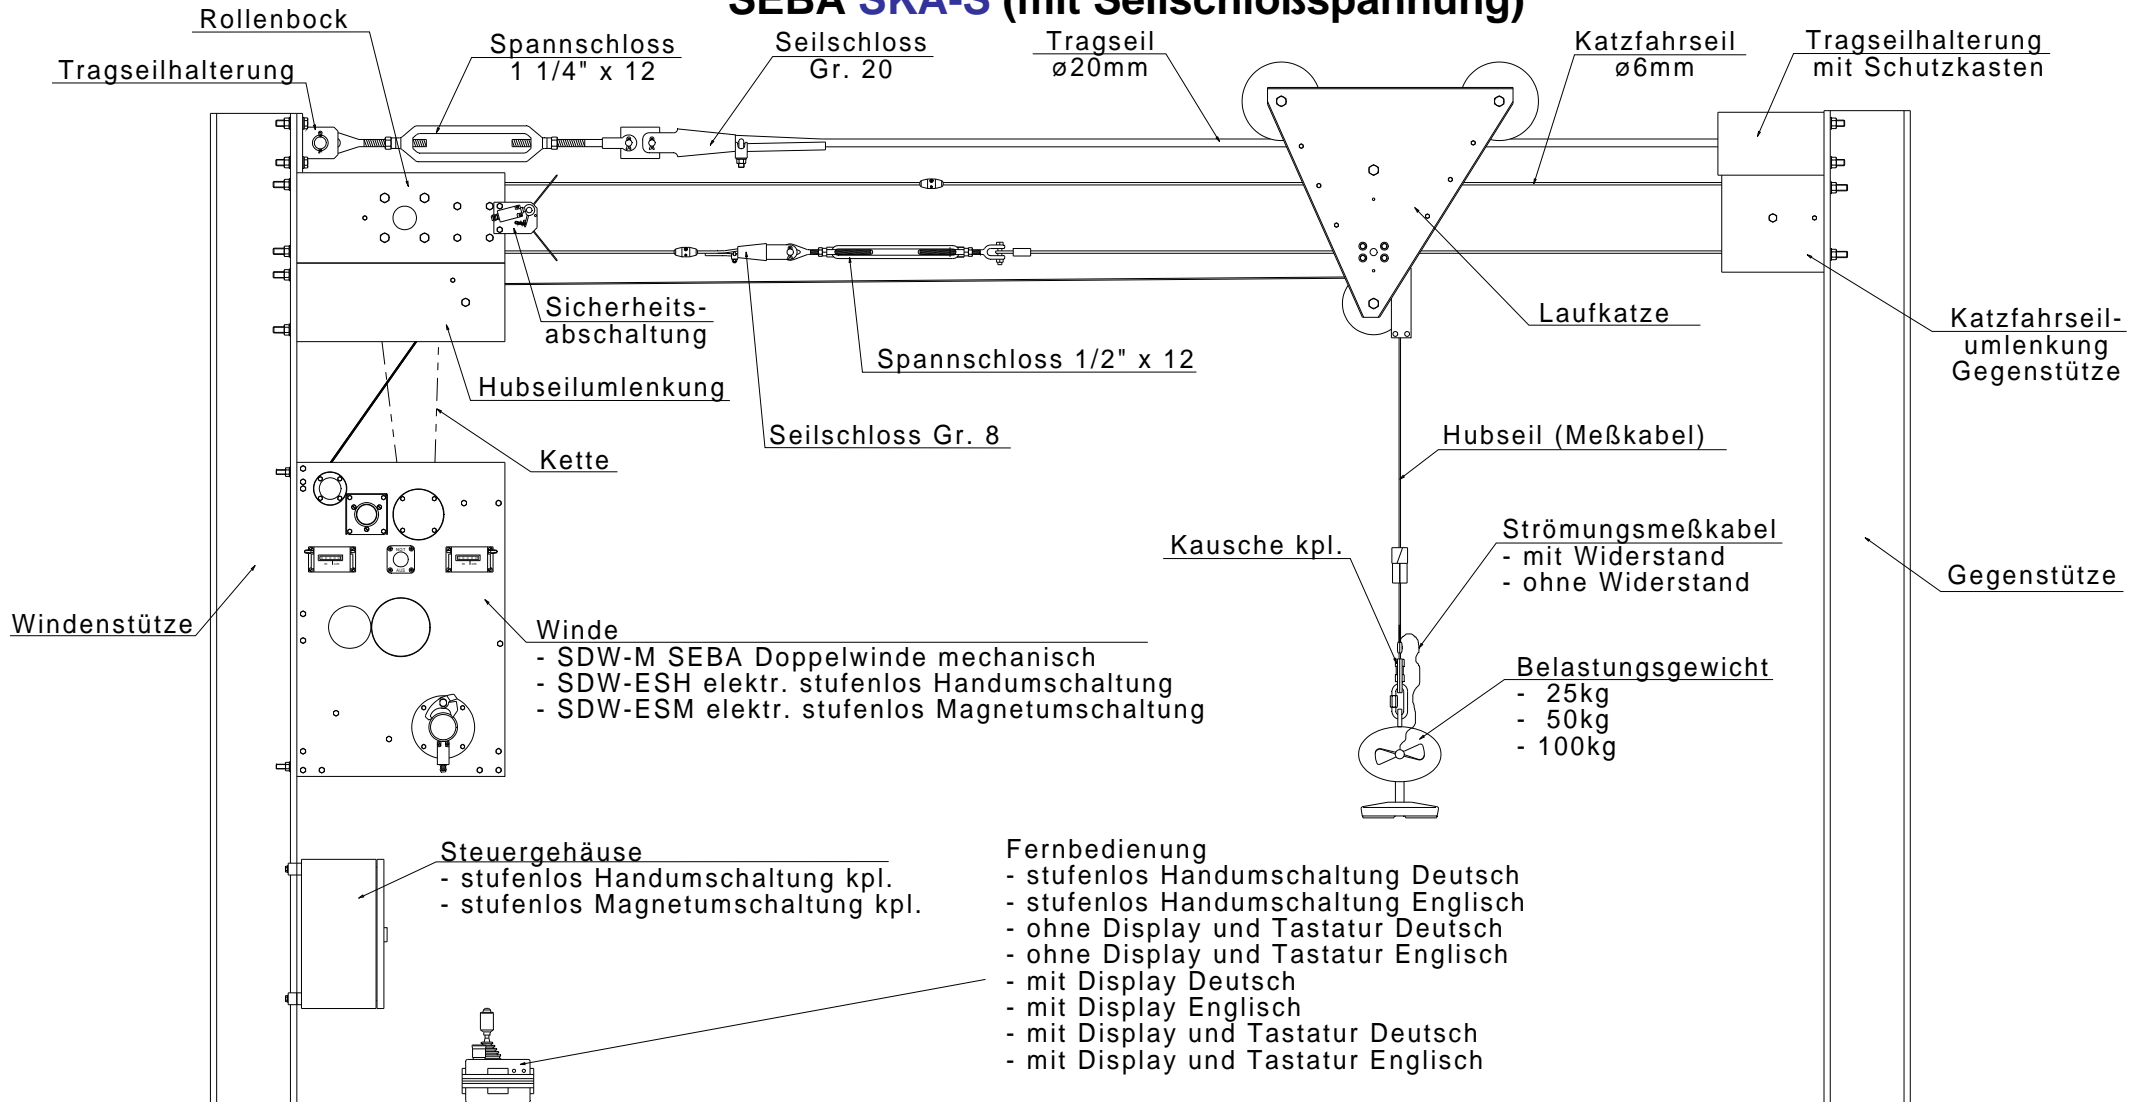 SEBA SKA-S (mit Seilschloßspannung)
Rollenbock
Tragseilhalterung
Spannschloss
1 1/4" x 12
Seilschloss
Gr. 20
Tragseil
ø20mm
Katzfahrseil
ø6mm
Tragseilhalterung
mit Schutzkasten
Sicherheits-
abschaltung
Laufkatze
Katzfahrseil-
umlenkung
Gegenstütze
Spannschloss 1/2" x 12
Hubseilumlenkung
Seilschloss Gr. 8
Kette
Hubseil (Meßkabel)
Kausche kpl.
Strömungsmeßkabel
- mit Widerstand
- ohne Widerstand
NOT
AUS
Gegenstütze
Windenstütze
Winde
- SDW-M SEBA Doppelwinde mechanisch
- SDW-ESH elektr. stufenlos Handumschaltung
- SDW-ESM elektr. stufenlos Magnetumschaltung
Belastungsgewicht
- 25kg
- 50kg
- 100kg
Steuergehäuse
- stufenlos Handumschaltung kpl.
- stufenlos Magnetumschaltung kpl.
Fernbedienung
- stufenlos Handumschaltung Deutsch
- stufenlos Handumschaltung Englisch
- ohne Display und Tastatur Deutsch
- ohne Display und Tastatur Englisch
- mit Display Deutsch
- mit Display Englisch
- mit Display und Tastatur Deutsch
- mit Display und Tastatur Englisch